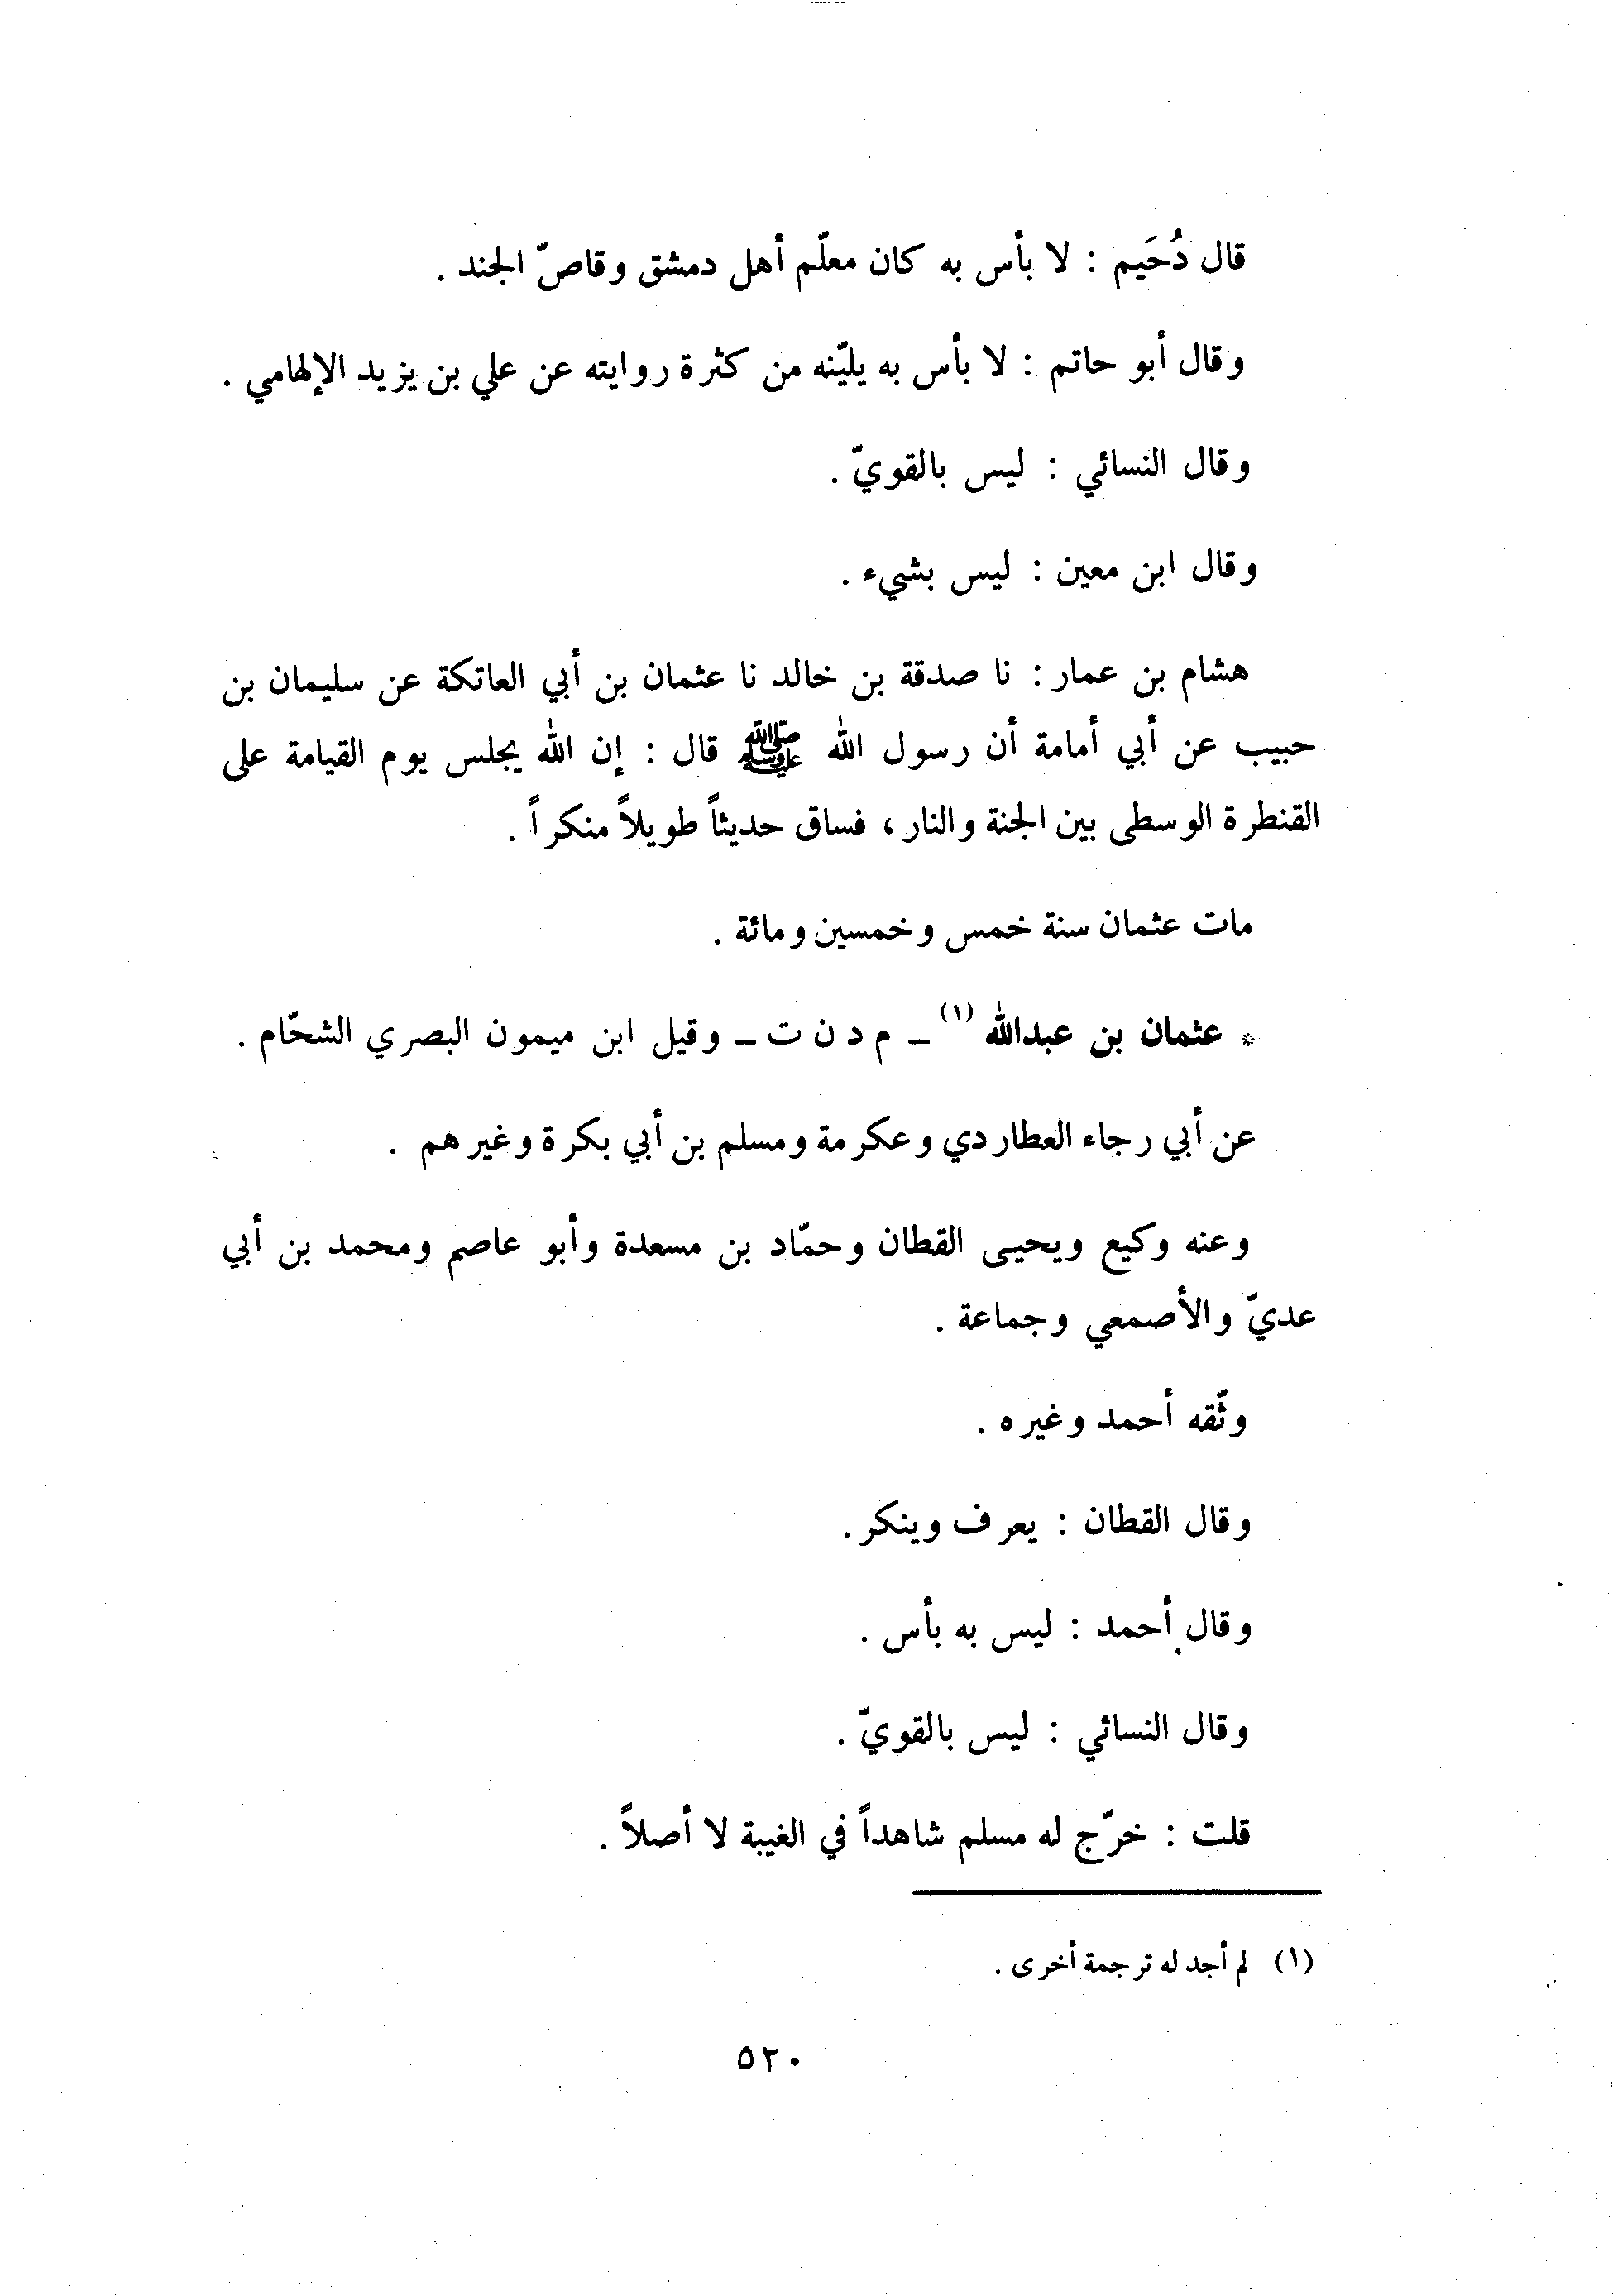 قال دُحَيم : لا بأس به كان معلّم أهل دمشق وقاصّ الجند .
وقال أبو حاتم : لا بأس به يليّنه من كثرة روايته عن علي بن يزيد الإلهامي .
وقال النسائي : ليس بالقويّ .
وقال ابن معين : ليس بشيء .
هشام بن عمار : نا صدقة بن خالد نا عثمان بن أبي العاتكة عن سليمان بن
حبيب عن أبي أمامة أن رسول الله ﷺ قال : إن الله يجلس يوم القيامة على
القنطرة الوسطى بين الجنة والنار ، فساق حديثاً طويلاً منكراً .
مات عثمان سنة خمس وخمسين ومائة .
* عثمان بن عبدالله (١) ـ م د ن ت ـ وقيل ابن ميمون البصري الشحّام .
عن أبي رجاء العطاردي وعكرمة ومسلم بن أبي بكرة وغيرهم .
وعنه وكيع ويحيى القطان وحمّاد بن مسعدة وأبو عاصم ومحمد بن أبي
عديّ والأصمعي وجماعة .
وثّقه أحمد وغيره .
وقال القطان : يعرف وينكر .
وقال أحمد : ليس به بأس .
وقال النسائي : ليس بالقويّ .
قلت : خرّج له مسلم شاهداً في الغيبة لا أصلاً .
(١) لم أجد له ترجمة أخرى .
٥٢٠